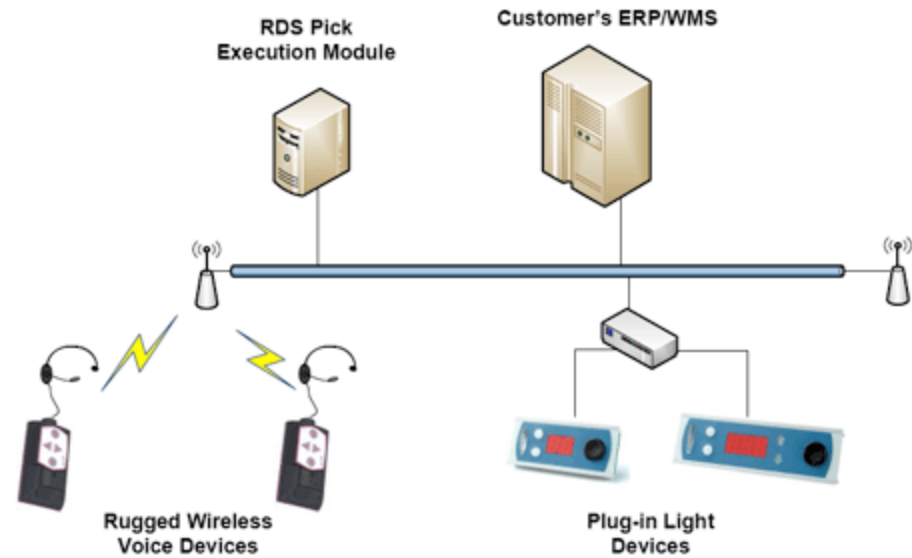 RDS Pick
Execution Module
Customer's ERP/WMS
Rugged Wireless
Voice Devices
Plug-in Light
Devices